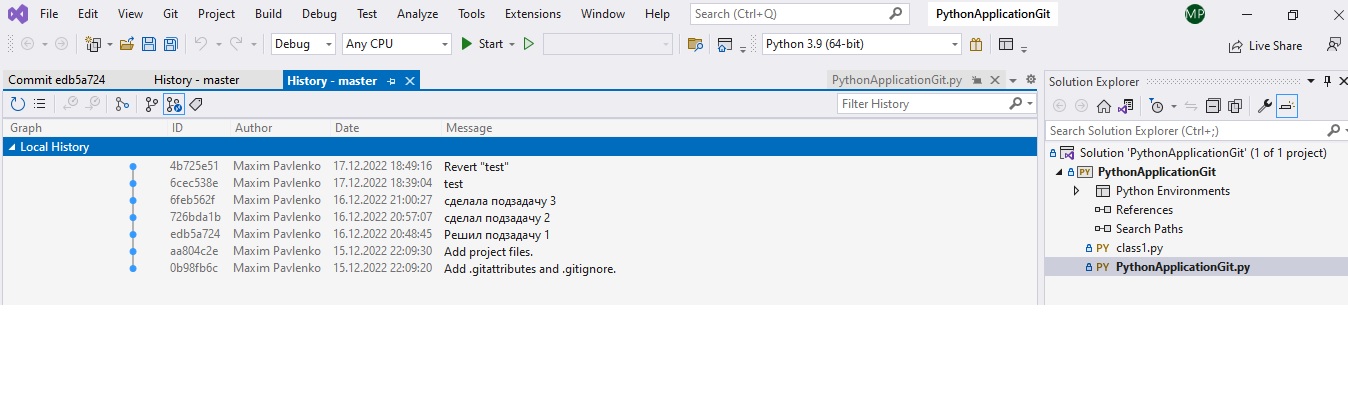 File Edit View Git Project Build Debug Test Analyze Tools Extensions Window Help Search (Ctrl+Q) PythonApplicationGit MP
Debug Any CPU Start Python 3.9 (64-bit) Live Share
Commit edb5a724 History - master History - master PythonApplicationGit.py Solution Explorer
Filter History
Graph ID Author Date Message Search Solution Explorer (Ctrl+;)
Local History Solution 'PythonApplicationGit' (1 of 1 project)
4b725e51 Maxim Pavlenko 17.12.2022 18:49:16 Revert "test" PY PythonApplicationGit
6cec538e Maxim Pavlenko 17.12.2022 18:39:04 test Python Environments
6feb562f Maxim Pavlenko 16.12.2022 21:00:27 сделала подзадачу 3 References
726bda1b Maxim Pavlenko 16.12.2022 20:57:07 сделал подзадачу 2 Search Paths
edb5a724 Maxim Pavlenko 16.12.2022 20:48:45 Решил подзадачу 1
aa804c2e Maxim Pavlenko 15.12.2022 22:09:30 Add project files. PY class1.py
0b98fb6c Maxim Pavlenko 15.12.2022 22:09:20 Add .gitattributes and .gitignore. PY PythonApplicationGit.py